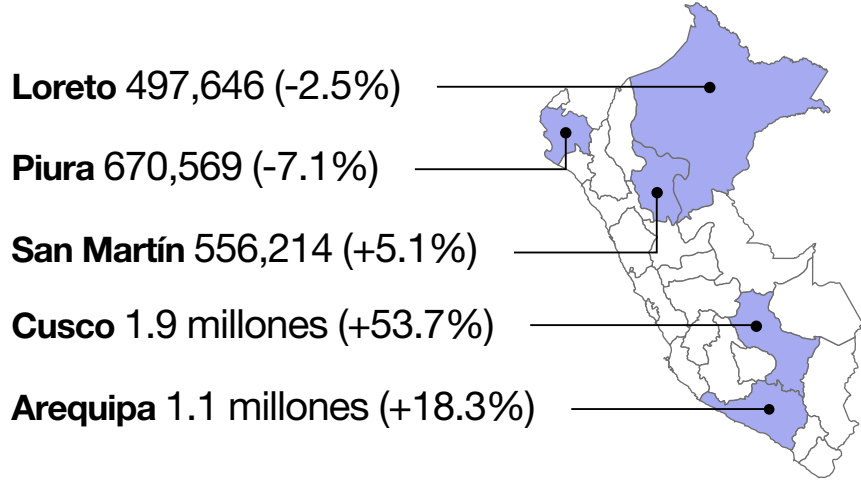 Loreto 497,646 (-2.5%)
Piura 670,569 (-7.1%)
San Martín 556,214 (+5.1%)
Cusco 1.9 millones (+53.7%)
Arequipa 1.1 millones (+18.3%)